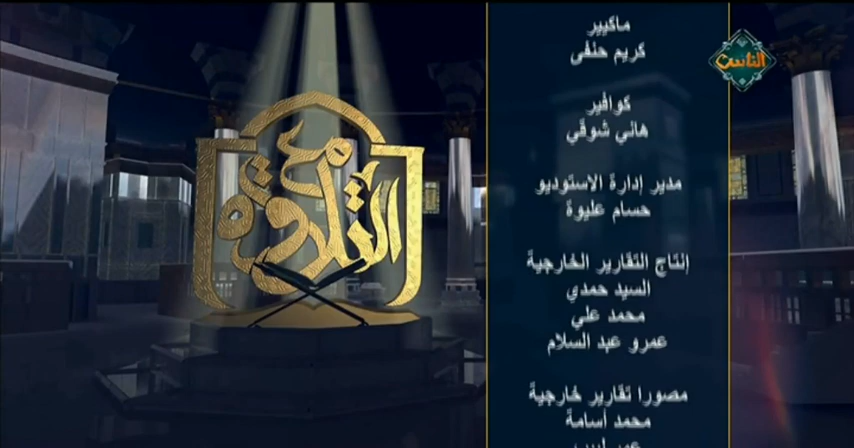 مع التلاوة
الناس
ماكيير
كريم حنفى
كوافير
هاني شوقي
مدير إدارة الاستوديو
حسام عليوة
إنتاج التقارير الخارجية
السيد حمدي
محمد علي
عمرو عبد السلام
مصورا تقارير خارجية
محمد أسامة